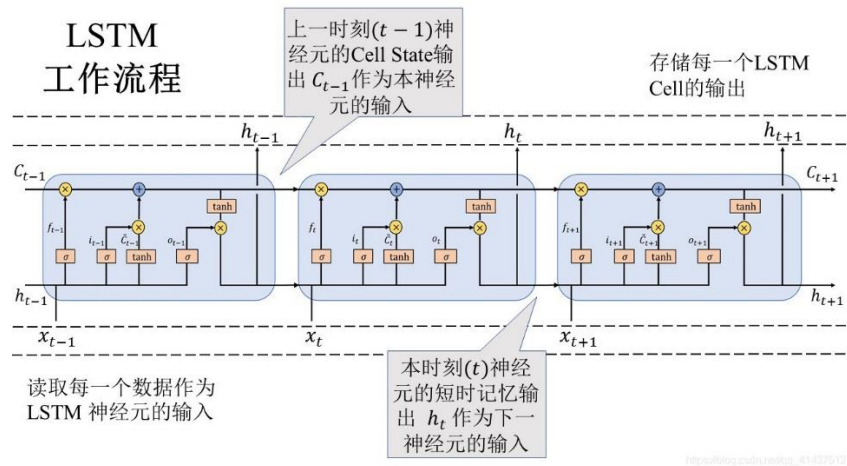 LSTM
工作流程
上一时刻(t − 1)神
经元的Cell State输
出 C_{t−1}作为本神经
元的输入
存储每一个LSTM
Cell的输出
h_{t−1}
h_t
h_{t+1}
C_{t−1}
C_{t+1}
tanh
tanh
tanh
f_{t−1}
i_{t−1}
C̃_{t−1}
o_{t−1}
f_t
i_t
C̃_t
o_t
f_{t+1}
i_{t+1}
C̃_{t+1}
o_{t+1}
σ
σ
tanh
σ
σ
σ
tanh
σ
σ
σ
tanh
σ
h_{t−1}
h_{t+1}
x_{t−1}
x_t
x_{t+1}
读取每一个数据作为
LSTM 神经元的输入
本时刻(t)神经
元的短时记忆输
出 h_t 作为下一
神经元的输入